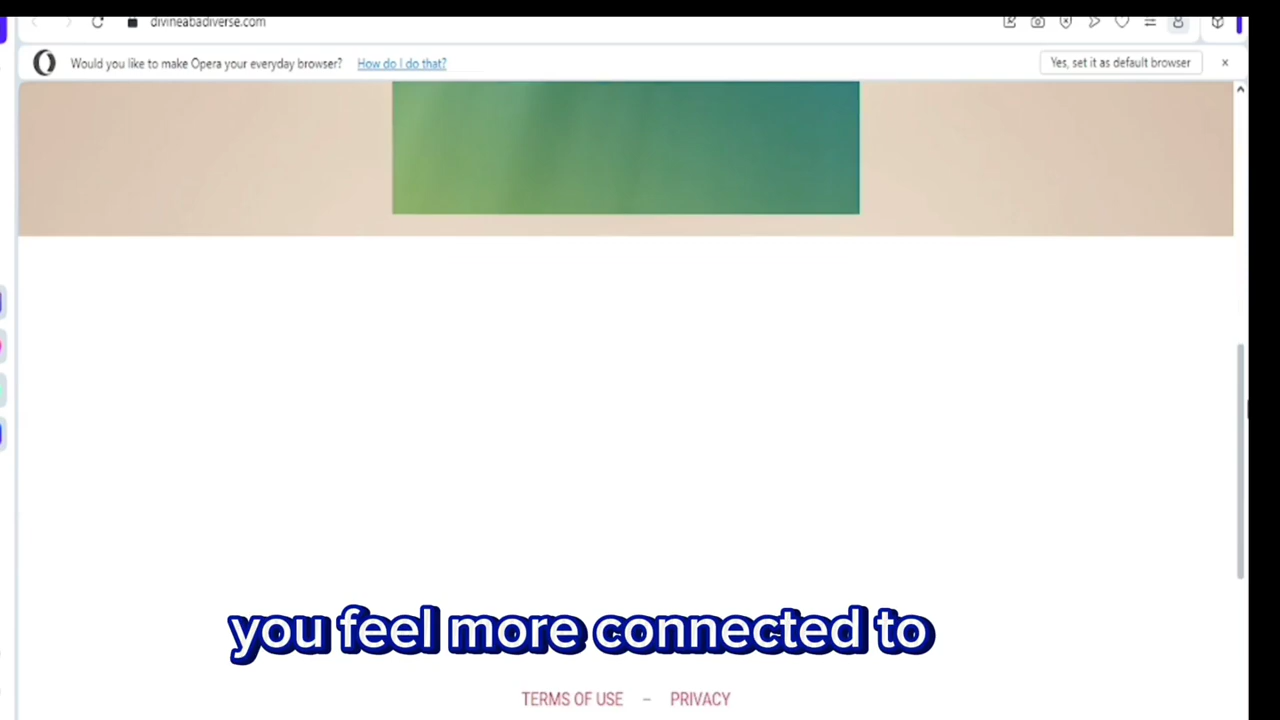 divineabadiverse.com
Would you like to make Opera your everyday browser? How do I do that? Yes, set it as default browser
you feel more connected to
TERMS OF USE – PRIVACY